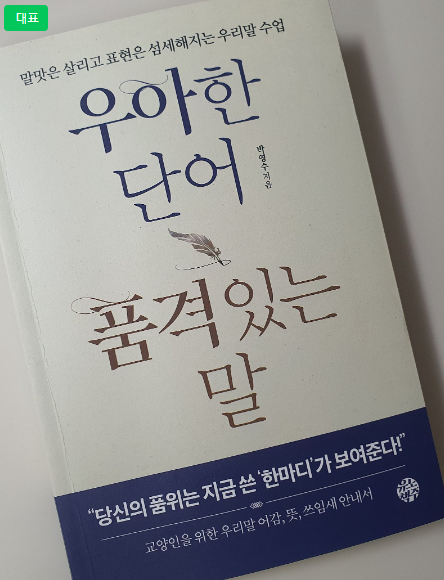 대표
말맛은 살리고 표현은 섬세해지는 우리말 수업
우아한
단어
박영수 지음
품격있는
말
“당신의 품위는 지금 쓴 ‘한마디’가 보여준다!”
교양인을 위한 우리말 어감, 뜻, 쓰임새 안내서